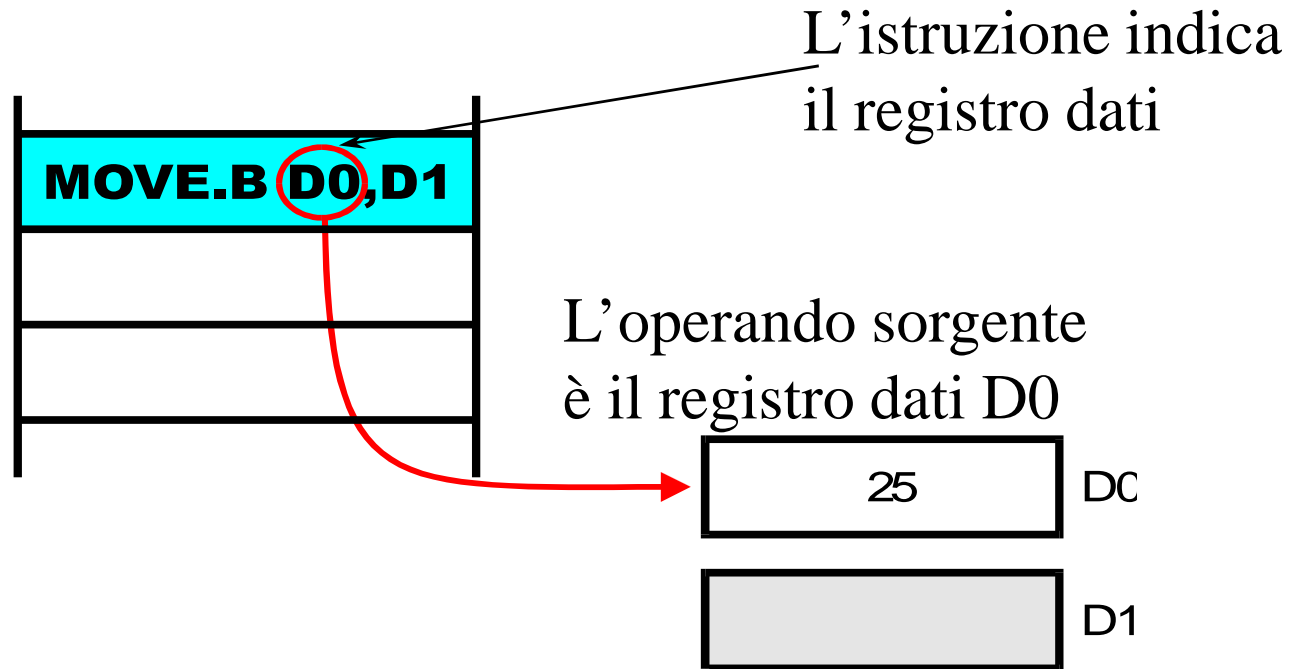 L’istruzione indica
il registro dati
MOVE.B D0,D1
L’operando sorgente
è il registro dati D0
25 D0
D1